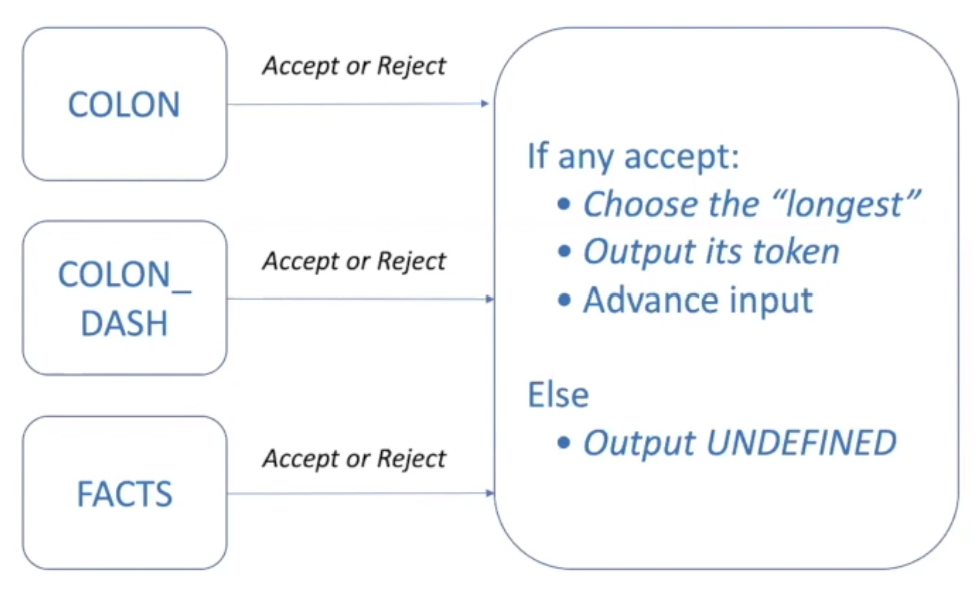 COLON
Accept or Reject
COLON_
DASH
Accept or Reject
FACTS
Accept or Reject
If any accept:
• Choose the “longest”
• Output its token
• Advance input
Else
• Output UNDEFINED